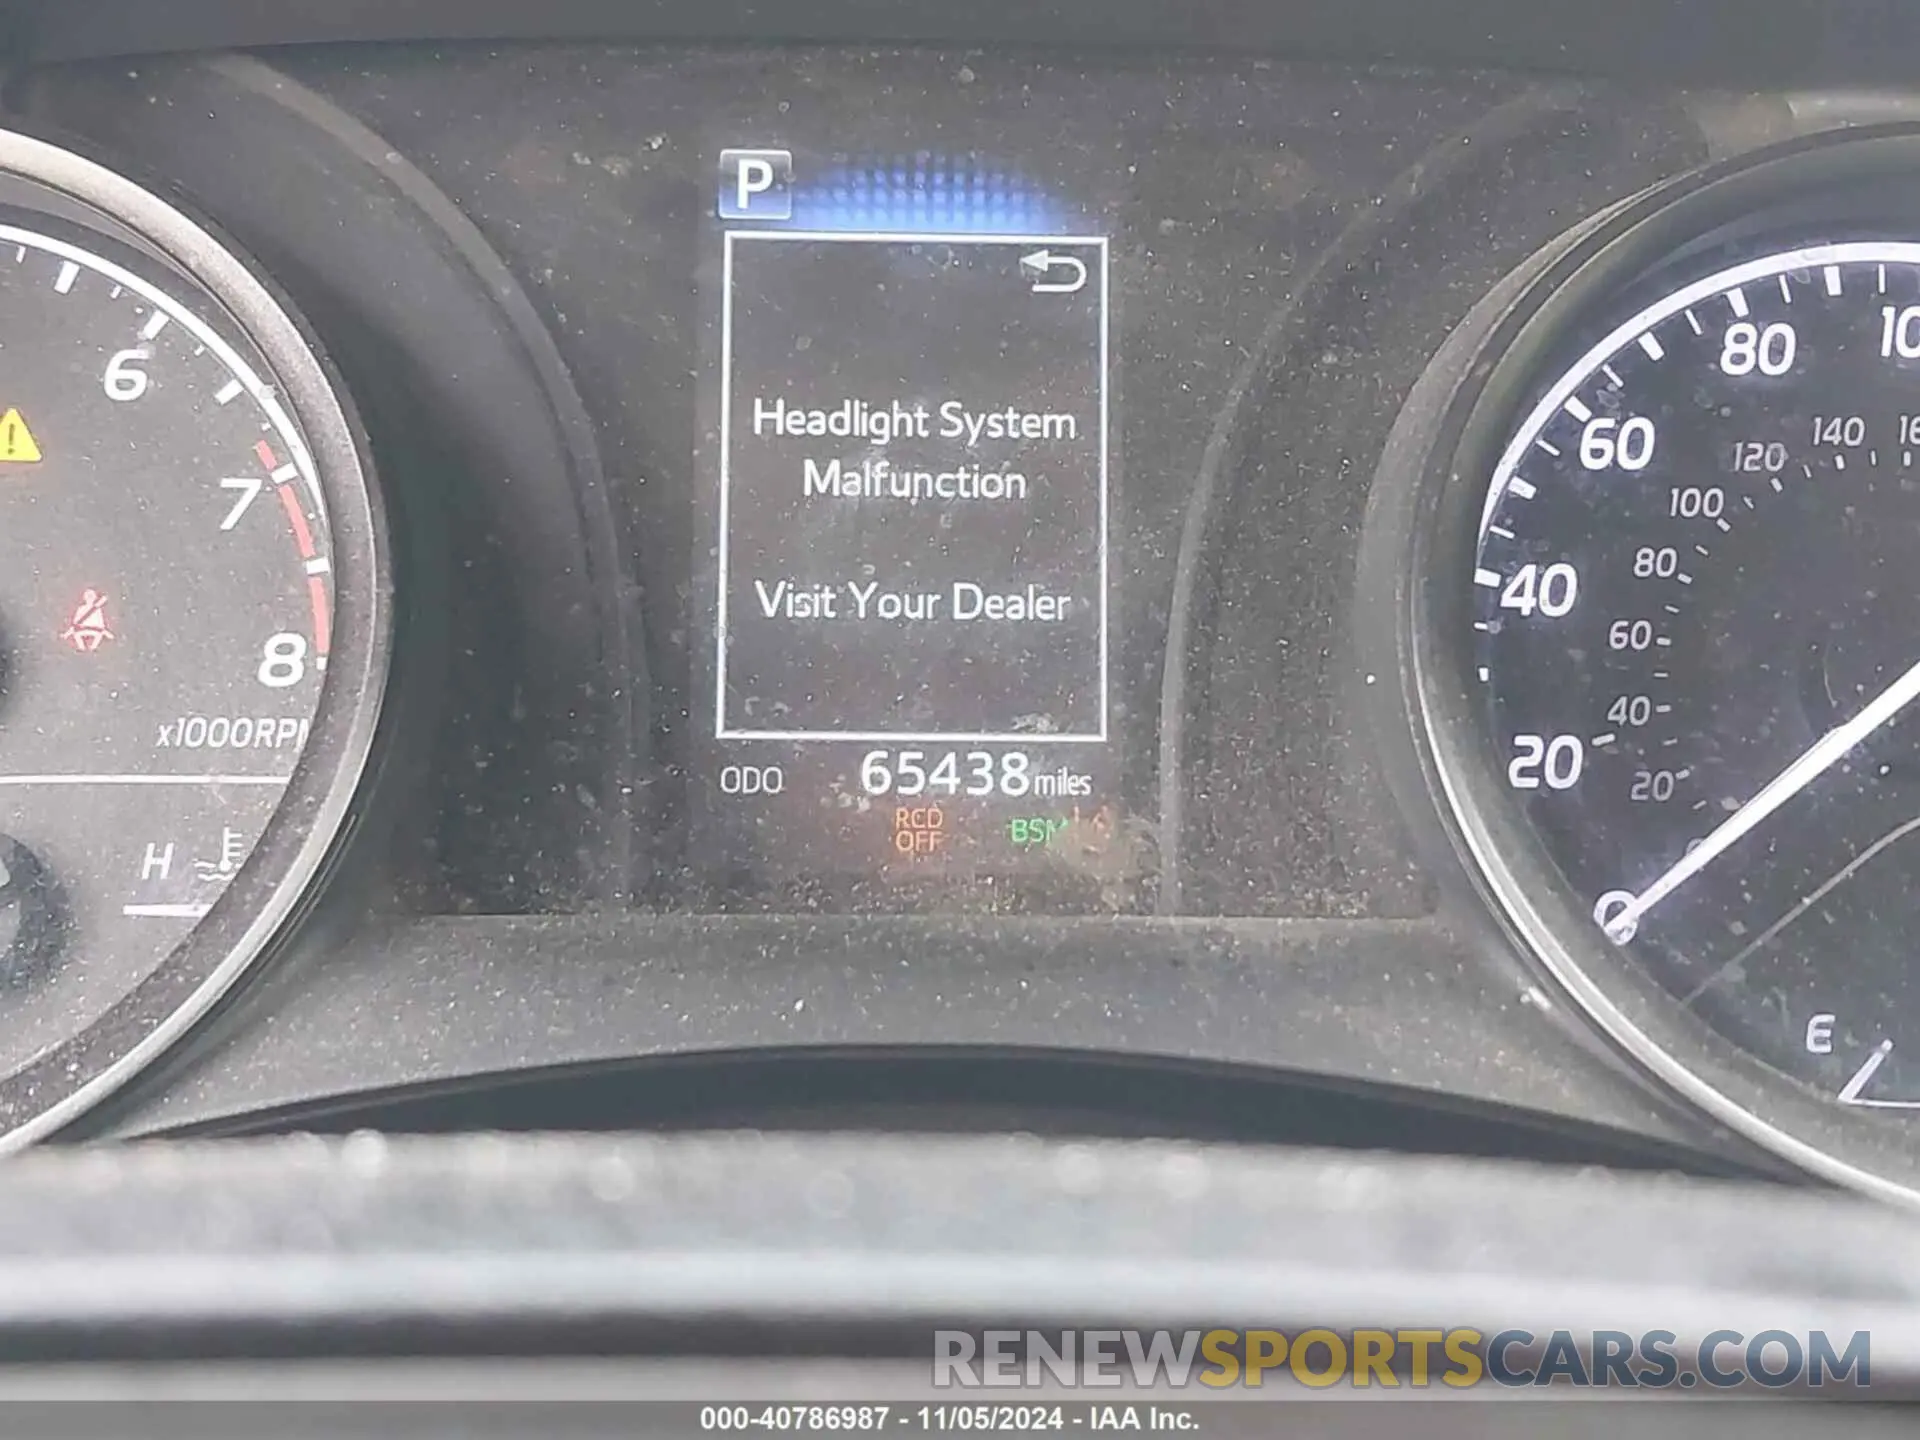 P
Headlight System
Malfunction
Visit Your Dealer
ODO 65438 miles
RCD
OFF
BSM
6
7
8
x1000RPM
H
80
60
40
20
0
140
120
100
80
60
40
20
E
RENEWSPORTSCARS.COM
000-40786987 - 11/05/2024 - IAA Inc.